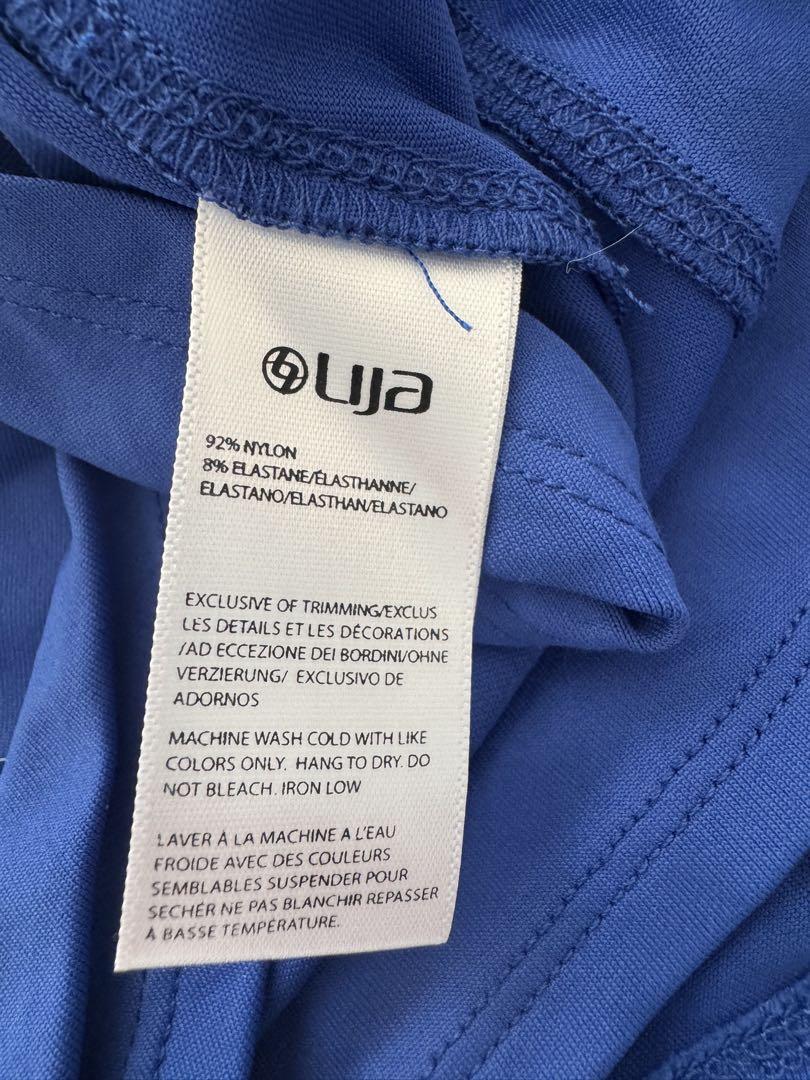 Lija
92% NYLON
8% ELASTANE/ÉLASTHANNE/
ELASTANO/ELASTHAN/ELASTANO
EXCLUSIVE OF TRIMMING/EXCLUS
LES DETAILS ET LES DÉCORATIONS
/AD ECCEZIONE DEI BORDINI/OHNE
VERZIERUNG/ EXCLUSIVO DE
ADORNOS
MACHINE WASH COLD WITH LIKE
COLORS ONLY. HANG TO DRY. DO
NOT BLEACH. IRON LOW
LAVER À LA MACHINE A L'EAU
FROIDE AVEC DES COULEURS
SEMBLABLES SUSPENDER POUR
SECHÉR NE PAS BLANCHIR REPASSER
À BASSE TEMPÉRATURE.